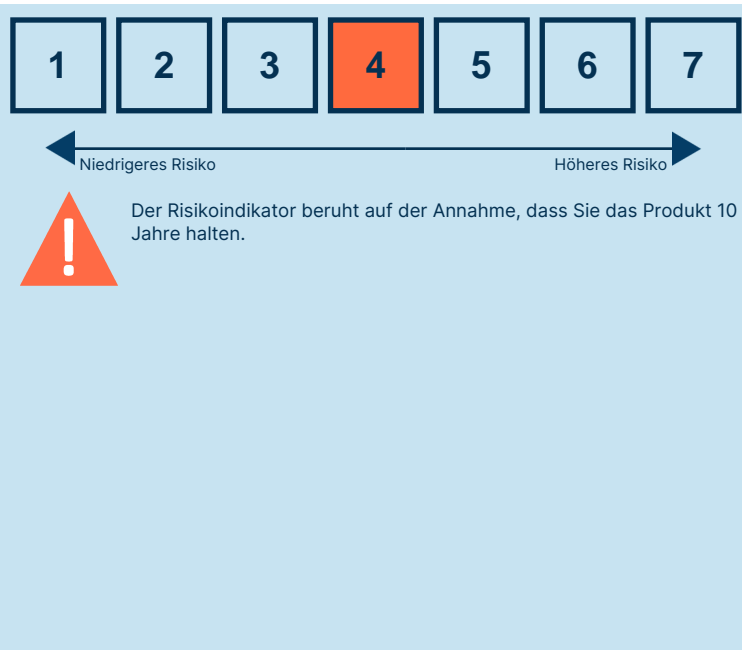 1 2 3 4 5 6 7
Niedrigeres Risiko Höheres Risiko
Der Risikoindikator beruht auf der Annahme, dass Sie das Produkt 10
Jahre halten.